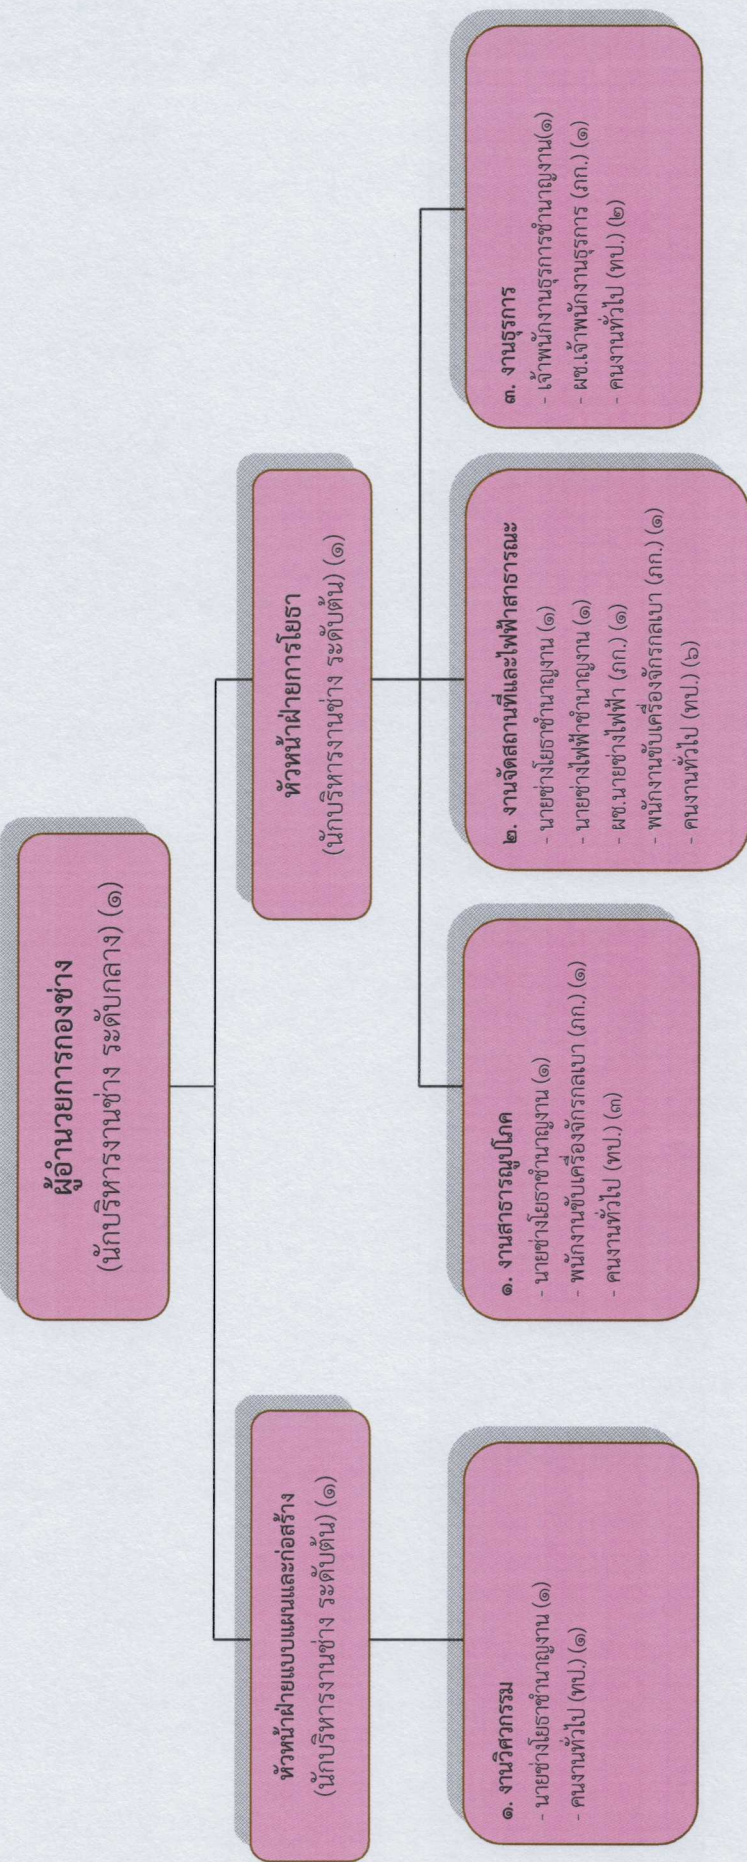 ผู้อำนวยการกองช่าง
(นักบริหารงานช่าง ระดับกลาง) (๑)
หัวหน้าฝ่ายแบบแผนและก่อสร้าง
(นักบริหารงานช่าง ระดับต้น) (๑)
หัวหน้าฝ่ายการโยธา
(นักบริหารงานช่าง ระดับต้น) (๑)
๑. งานวิศวกรรม
- นายช่างโยธาชำนาญงาน (๑)
- คนงานทั่วไป (ทป.) (๑)
๑. งานสาธารณูปโภค
- นายช่างโยธาชำนาญงาน (๑)
- พนักงานขับเครื่องจักรกลเบา (ภก.) (๑)
- คนงานทั่วไป (ทป.) (๓)
๒. งานจัดสถานที่และไฟฟ้าสาธารณะ
- นายช่างโยธาชำนาญงาน (๑)
- นายช่างไฟฟ้าชำนาญงาน (๑)
- ผช.นายช่างไฟฟ้า (ภก.) (๑)
- พนักงานขับเครื่องจักรกลเบา (ภก.) (๑)
- คนงานทั่วไป (ทป.) (๖)
๓. งานธุรการ
- เจ้าพนักงานธุรการชำนาญงาน(๑)
- ผช.เจ้าพนักงานธุรการ (ภก.) (๑)
- คนงานทั่วไป (ทป.) (๒)